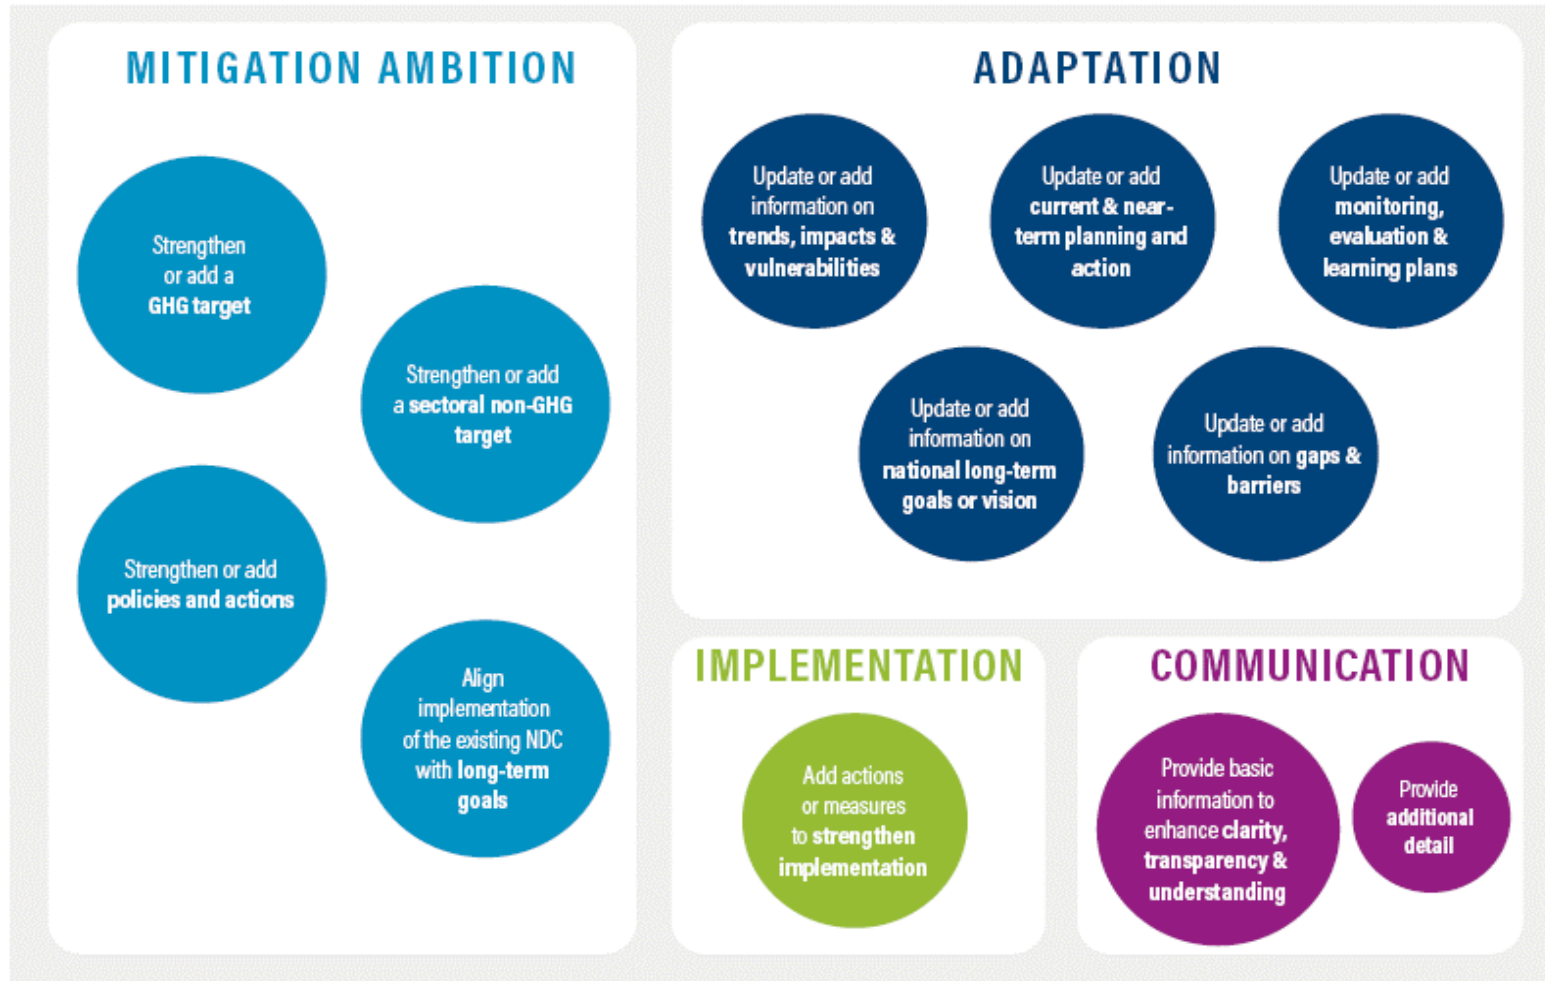 MITIGATION AMBITION
Strengthen
or add a
GHG target
Strengthen or add
a sectoral non-GHG
target
Strengthen or add
policies and actions
Align
implementation
of the existing NDC
with long-term
goals
ADAPTATION
Update or add
information on
trends, impacts &
vulnerabilities
Update or add
current & near-
term planning and
action
Update or add
monitoring,
evaluation &
learning plans
Update or add
information on
national long-term
goals or vision
Update or add
information on gaps &
barriers
IMPLEMENTATION
Add actions
or measures
to strengthen
implementation
COMMUNICATION
Provide basic
information to
enhance clarity,
transparency &
understanding
Provide
additional
detail